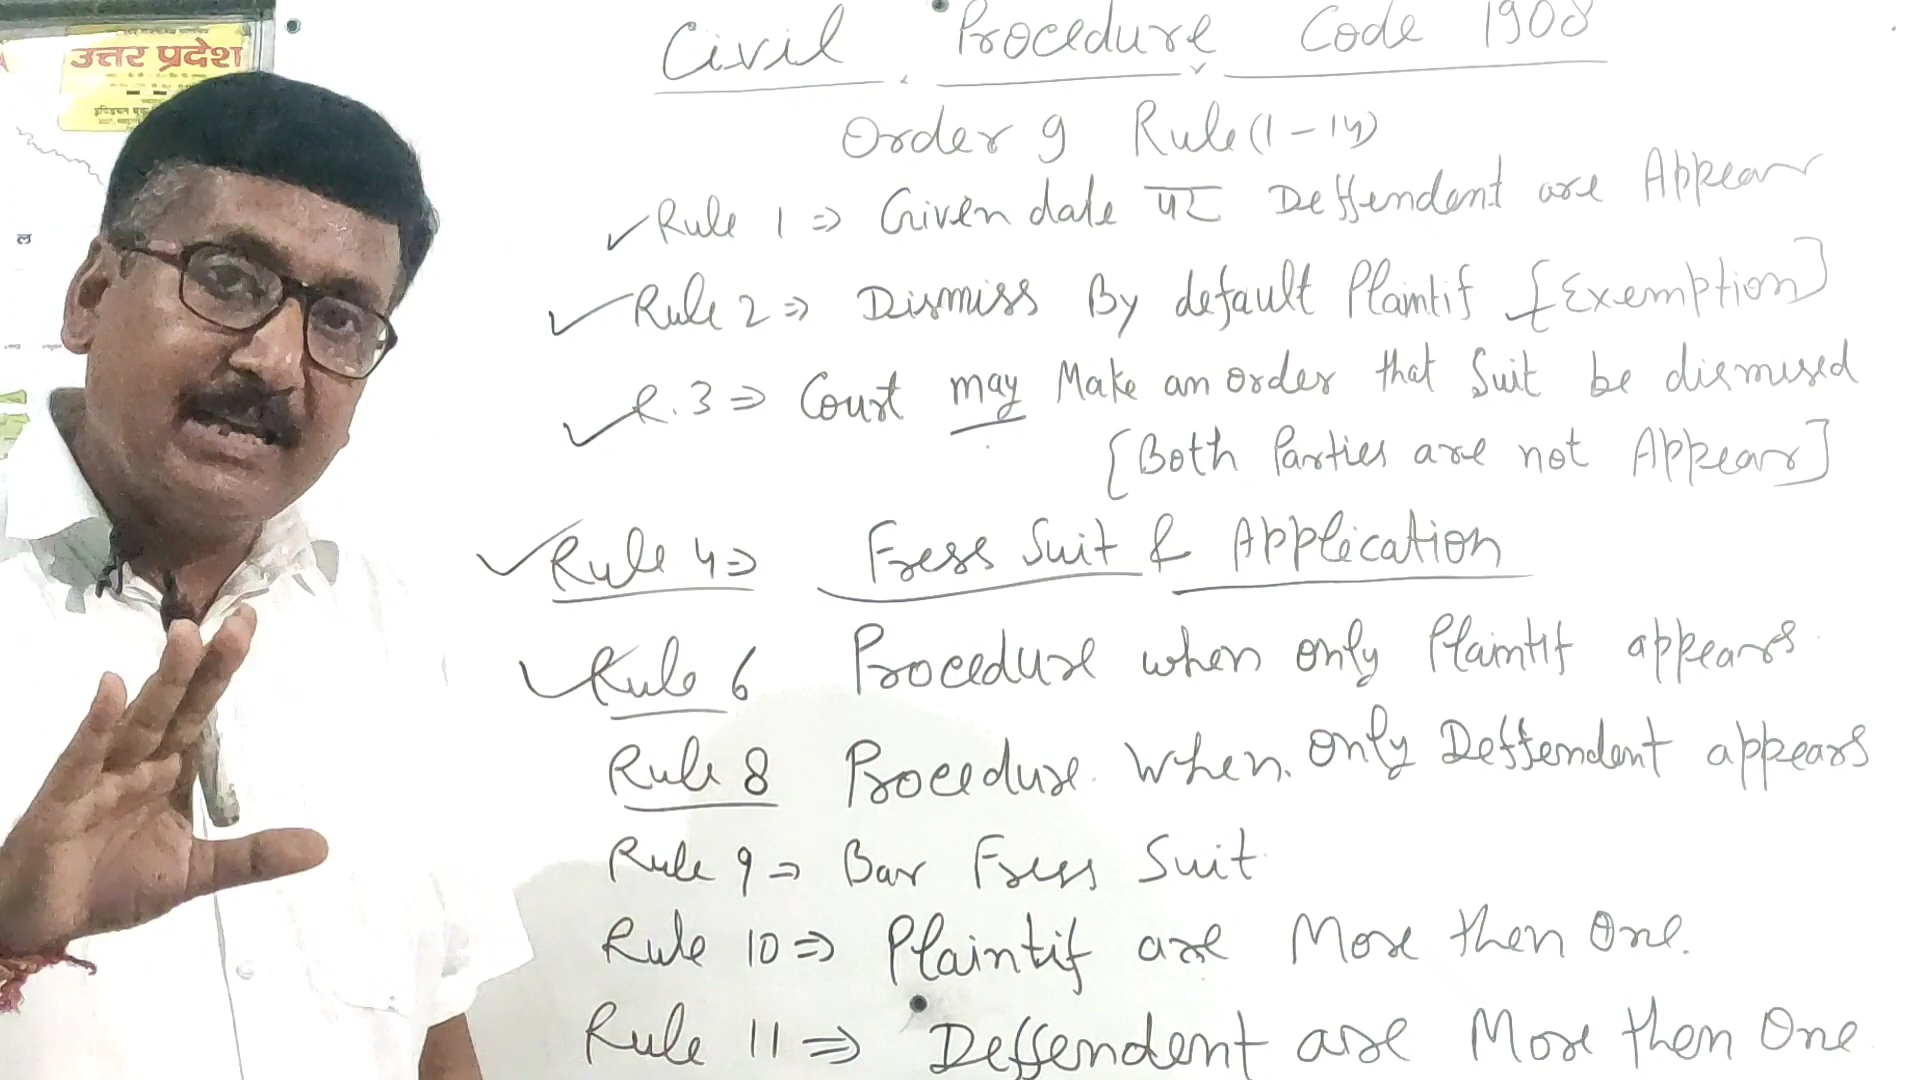 उत्तर प्रदेश
ल
Civil Procedure Code 1908
Order 9 Rule (1-14)
Rule 1 ⇒ Given date पर Deffendent are Appear
Rule 2 ⇒ Dismiss By default Plaintif [Exemption]
R.3 ⇒ Court may Make an order that Suit be dismised
[Both Parties are not Appear]
Rule 4 ⇒ Fress Suit & Application
Rule 6 Procedure when only Plaintif appears
Rule 8 Procedure When only Deffendent appears
Rule 9 ⇒ Bar Fress Suit
Rule 10 ⇒ Plaintif are More then One.
Rule 11 ⇒ Deffendent are More then One